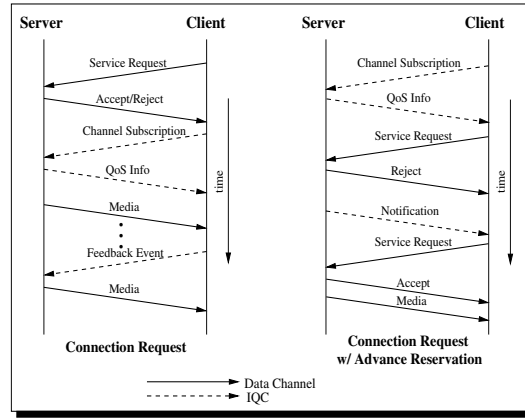 Server Client
Service Request
Accept/Reject
Channel Subscription
QoS Info
Media
Feedback Event
Media
time
Connection Request
Server Client
Channel Subscription
QoS Info
Service Request
Reject
Notification
Service Request
Accept
Media
time
Connection Request
w/ Advance Reservation
Data Channel
IQC